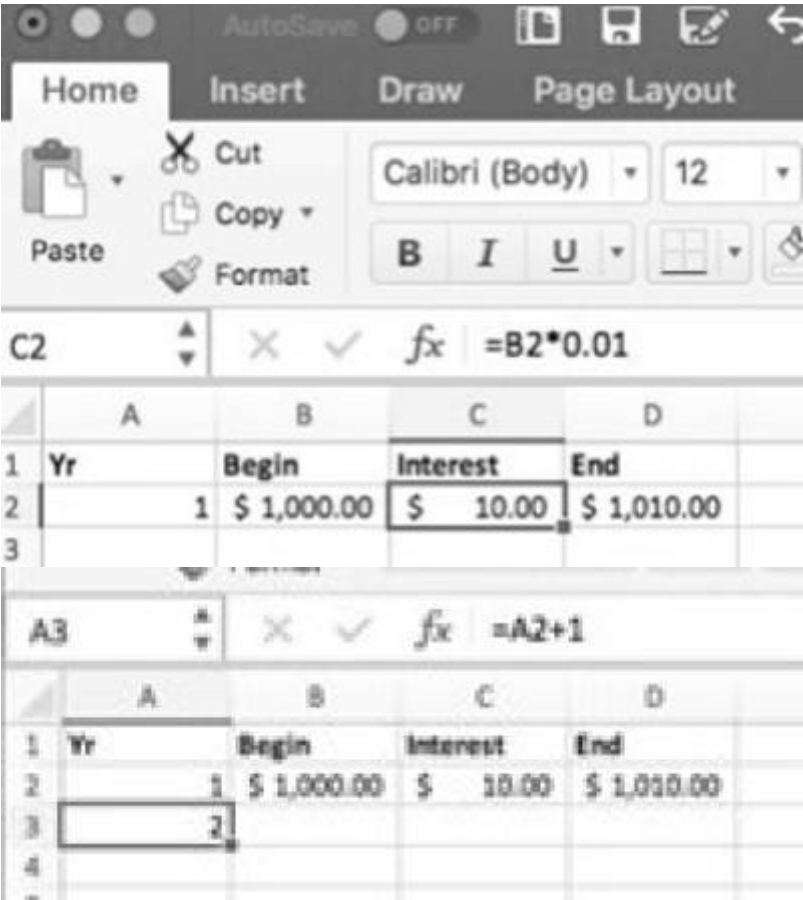 AutoSave OFF
Home Insert Draw Page Layout
Cut
Copy
Paste
Format
Calibri (Body) 12
B I U
C2 fx =B2*0.01
A B C D
1 Yr Begin Interest End
2 1 $ 1,000.00 $ 10.00 $ 1,010.00
3
A3 fx =A2+1
A B C D
1 Yr Begin Interest End
2 1 $ 1,000.00 $ 10.00 $ 1,010.00
3 2
4